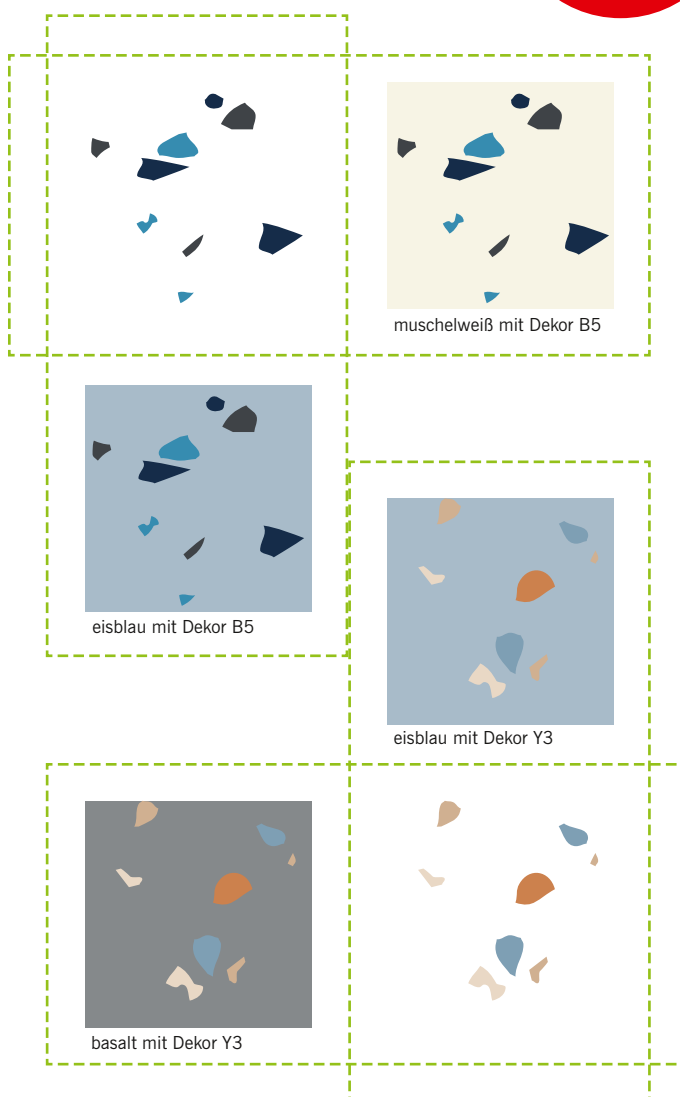 muschelweiß mit Dekor B5
eisblau mit Dekor B5
eisblau mit Dekor Y3
basalt mit Dekor Y3